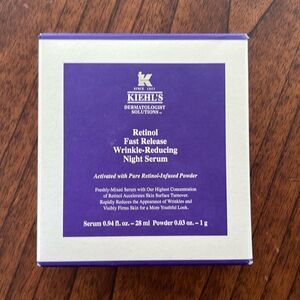 K
SINCE 1851
KIEHL'S
DERMATOLOGIST
SOLUTIONS™
Retinol
Fast Release
Wrinkle-Reducing
Night Serum
Activated with Pure Retinol-Infused Powder
Freshly-Mixed Serum with Our Highest Concentration
of Retinol Accelerates Skin Surface Turnover.
Rapidly Reduces the Appearance of Wrinkles and
Visibly Firms Skin for a More Youthful Look.
Serum 0.94 fl. oz. – 28 ml Powder 0.03 oz. – 1 g